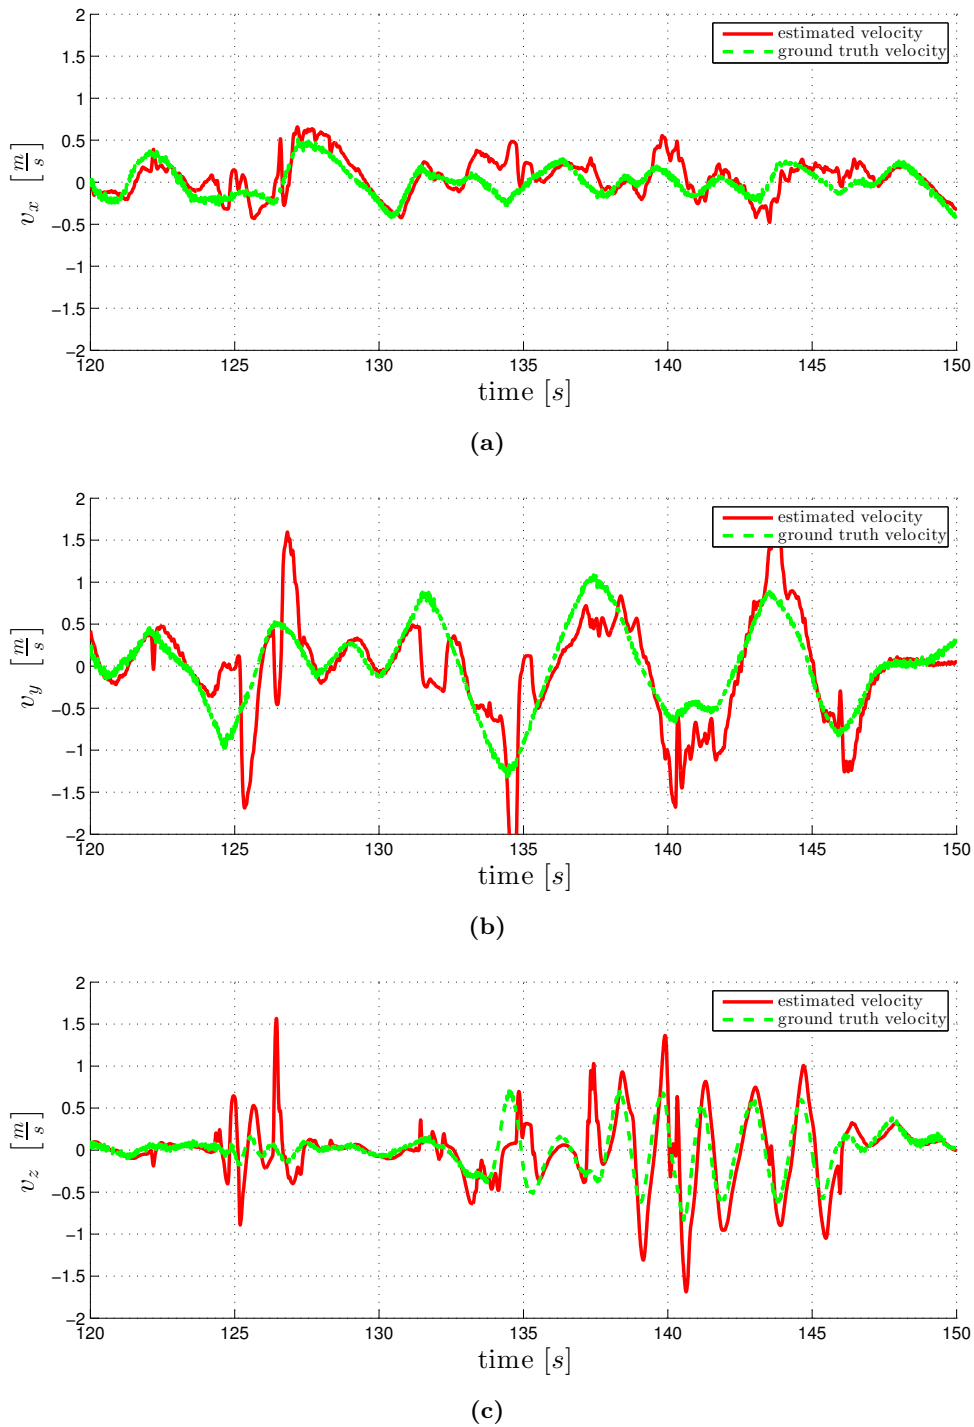 2
1.5
1
0.5
0
−0.5
−1
−1.5
−2
v_x [m/s]
estimated velocity
ground truth velocity
120 125 130 135 140 145 150
time [s]
(a)
2
1.5
1
0.5
0
−0.5
−1
−1.5
−2
v_y [m/s]
estimated velocity
ground truth velocity
120 125 130 135 140 145 150
time [s]
(b)
2
1.5
1
0.5
0
−0.5
−1
−1.5
−2
v_z [m/s]
estimated velocity
ground truth velocity
120 125 130 135 140 145 150
time [s]
(c)